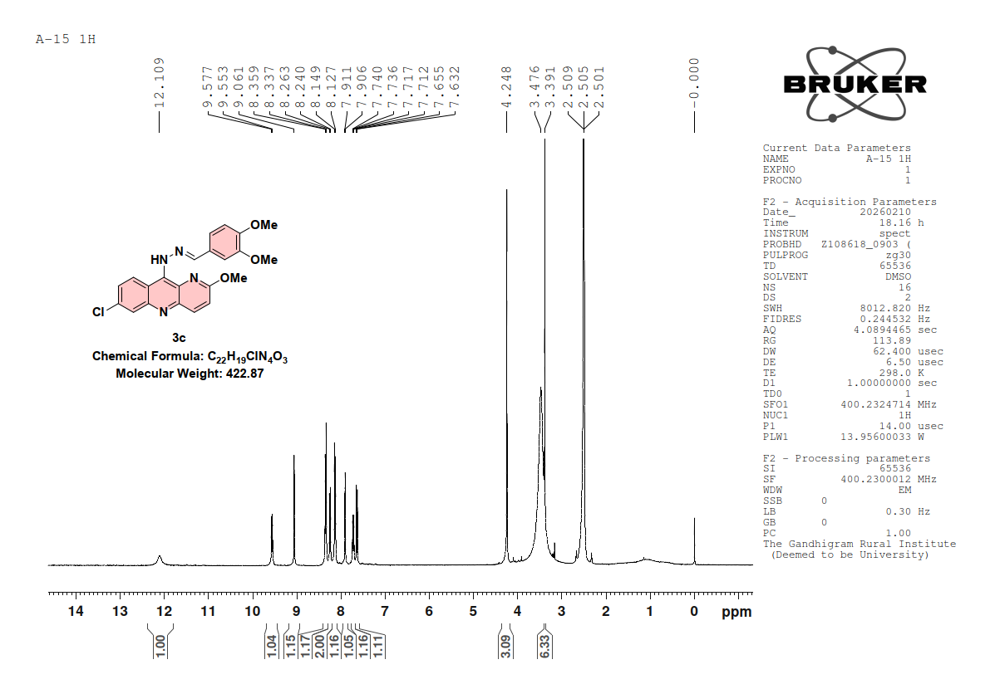 A-15 1H
12.109
9.577
9.553
9.061
8.359
8.337
8.263
8.240
8.149
8.127
7.911
7.906
7.740
7.736
7.717
7.712
7.655
7.632
4.248
3.476
3.391
2.509
2.505
2.501
-0.000
BRUKER
Current Data Parameters
NAME A-15 1H
EXPNO 1
PROCNO 1
F2 - Acquisition Parameters
Date_ 20260210
Time 18.16 h
INSTRUM spect
PROBHD Z108618_0903 (
PULPROG zg30
TD 65536
SOLVENT DMSO
NS 16
DS 2
SWH 8012.820 Hz
FIDRES 0.244532 Hz
AQ 4.0894465 sec
RG 113.89
DW 62.400 usec
DE 6.50 usec
TE 298.0 K
D1 1.00000000 sec
TD0 1
SFO1 400.2324714 MHz
NUC1 1H
P1 14.00 usec
PLW1 13.95600033 W
F2 - Processing parameters
SI 65536
SF 400.2300012 MHz
WDW EM
SSB 0
LB 0.30 Hz
GB 0
PC 1.00
The Gandhigram Rural Institute
(Deemed to be University)
OMe
OMe
HN
N
N
OMe
Cl
N
3c
Chemical Formula: C22H19ClN4O3
Molecular Weight: 422.87
14 13 12 11 10 9 8 7 6 5 4 3 2 1 0 ppm
1.00
1.04
1.15
1.17
2.00
1.16
1.05
1.16
1.11
3.09
6.33